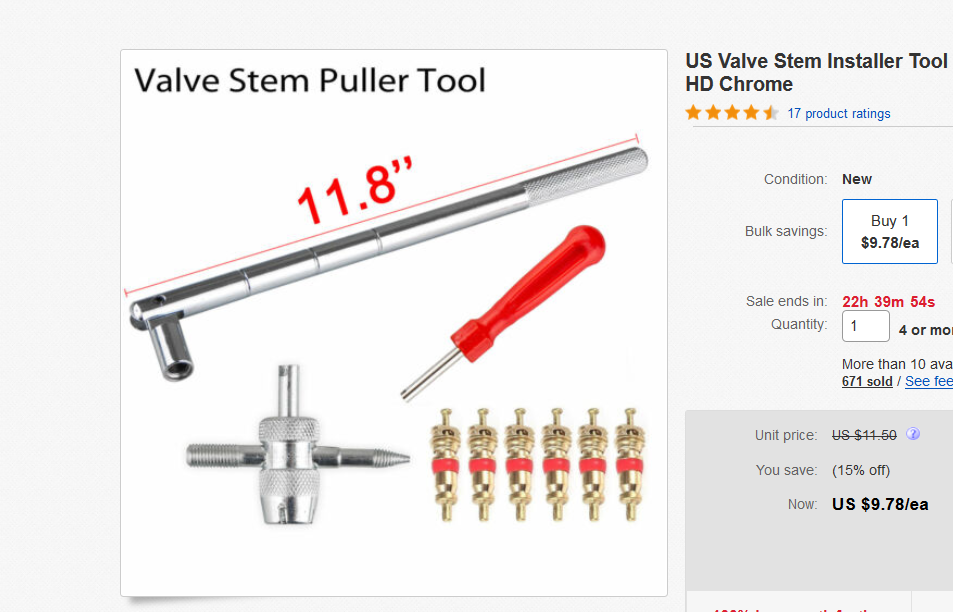 Valve Stem Puller Tool
11.8”
US Valve Stem Installer Tool
HD Chrome
17 product ratings
Condition: New
Bulk savings:
Buy 1
$9.78/ea
Sale ends in: 22h 39m 54s
Quantity: 1 4 or mo
More than 10 ava
671 sold / See fee
Unit price: US $11.50 ?
You save: (15% off)
Now: US $9.78/ea